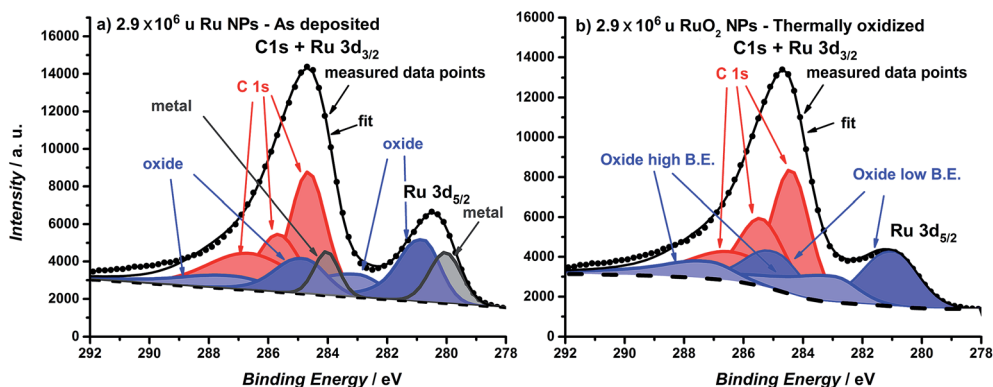 a) 2.9 × 10⁶ u Ru NPs - As deposited
C1s + Ru 3d3/2
measured data points
C 1s
metal
fit
oxide
oxide
Ru 3d5/2
metal
16000
14000
12000
10000
8000
6000
4000
2000
0
Intensity / a. u.
292
290
288
286
284
282
280
278
Binding Energy / eV
b) 2.9 × 10⁶ u RuO₂ NPs - Thermally oxidized
C1s + Ru 3d3/2
measured data points
C 1s
fit
Oxide high B.E.
Oxide low B.E.
Ru 3d5/2
16000
14000
12000
10000
8000
6000
4000
2000
0
292
290
288
286
284
282
280
278
Binding Energy / eV